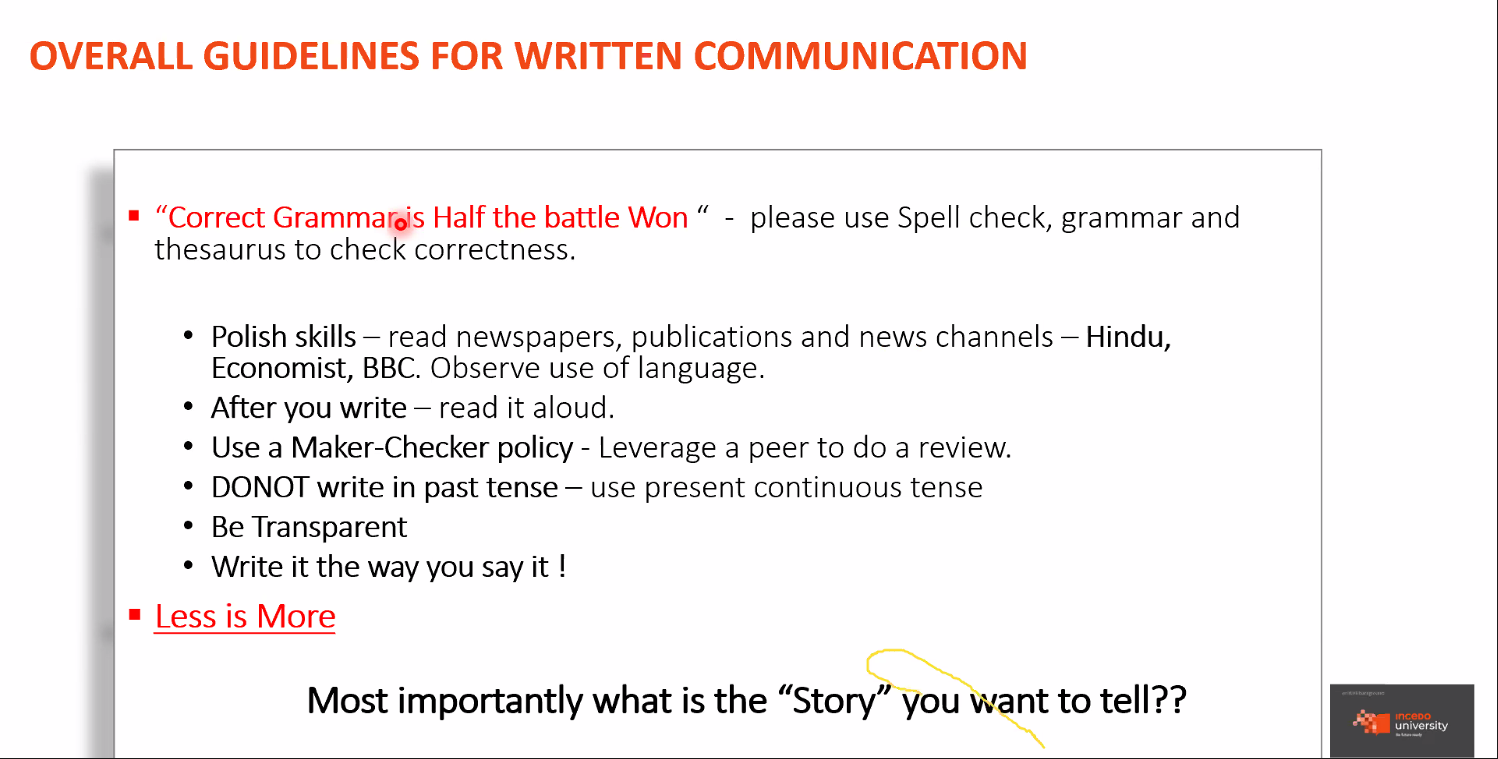 OVERALL GUIDELINES FOR WRITTEN COMMUNICATION
▪ “Correct Grammar is Half the battle Won “ - please use Spell check, grammar and
thesaurus to check correctness.
• Polish skills – read newspapers, publications and news channels – Hindu,
Economist, BBC. Observe use of language.
• After you write – read it aloud.
• Use a Maker-Checker policy - Leverage a peer to do a review.
• DONOT write in past tense – use present continuous tense
• Be Transparent
• Write it the way you say it !
▪ Less is More
Most importantly what is the “Story” you want to tell??
INCEDO
university